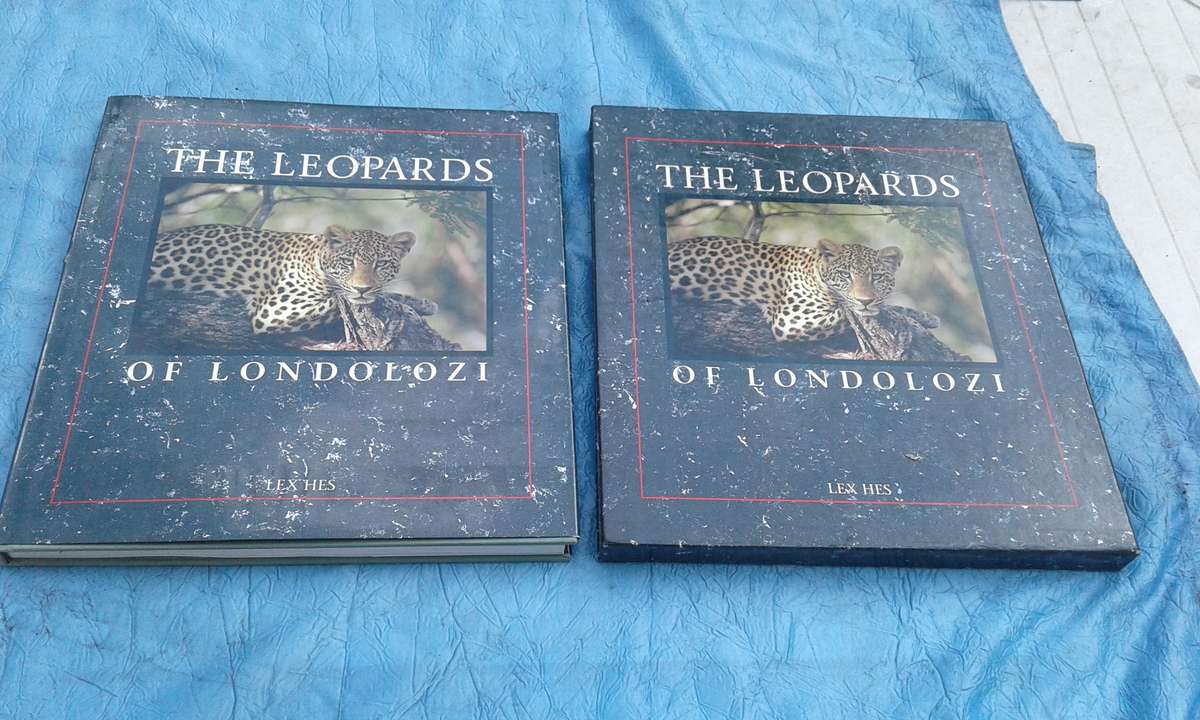 THE LEOPARDS
OF LONDOLOZI
LEX HES
THE LEOPARDS
OF LONDOLOZI
LEX HES